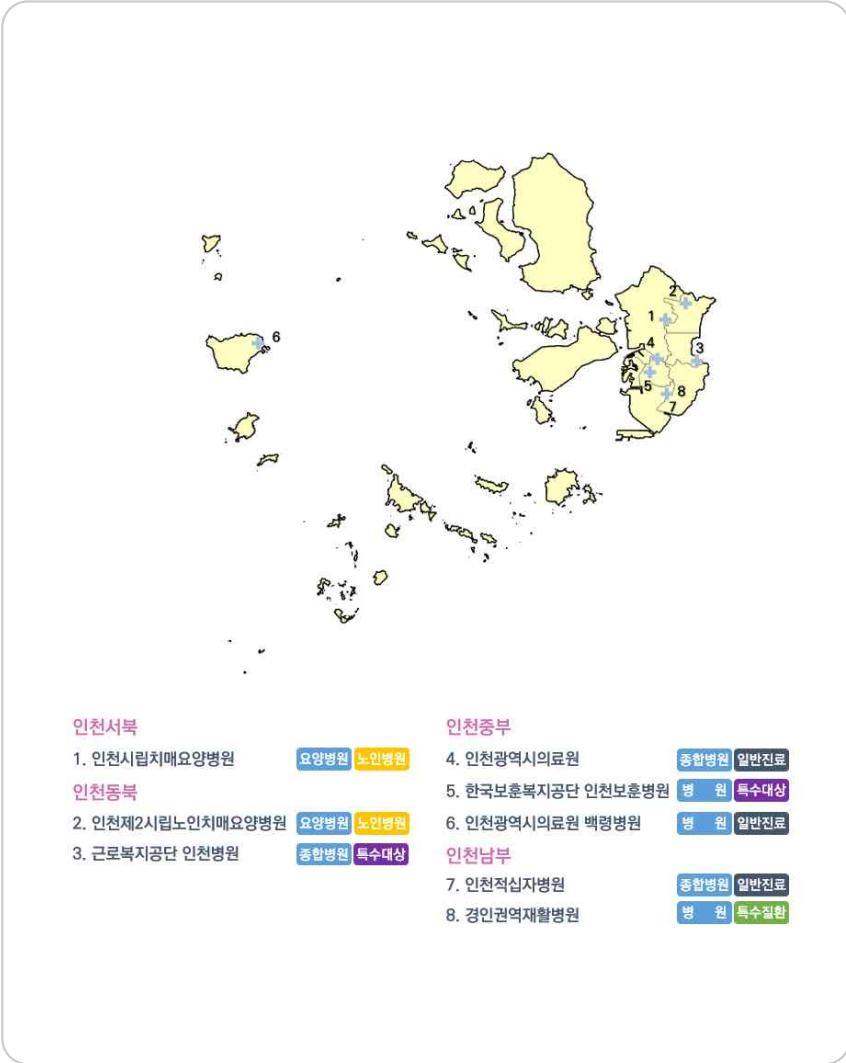 2
1
6
4
3
5
8
7
인천서북
1. 인천시립치매요양병원 요양병원 노인병원
인천동북
2. 인천제2시립노인치매요양병원 요양병원 노인병원
3. 근로복지공단 인천병원 종합병원 특수대상
인천중부
4. 인천광역시의료원 종합병원 일반진료
5. 한국보훈복지공단 인천보훈병원 병 원 특수대상
6. 인천광역시의료원 백령병원 병 원 일반진료
인천남부
7. 인천적십자병원 종합병원 일반진료
8. 경인권역재활병원 병 원 특수질환